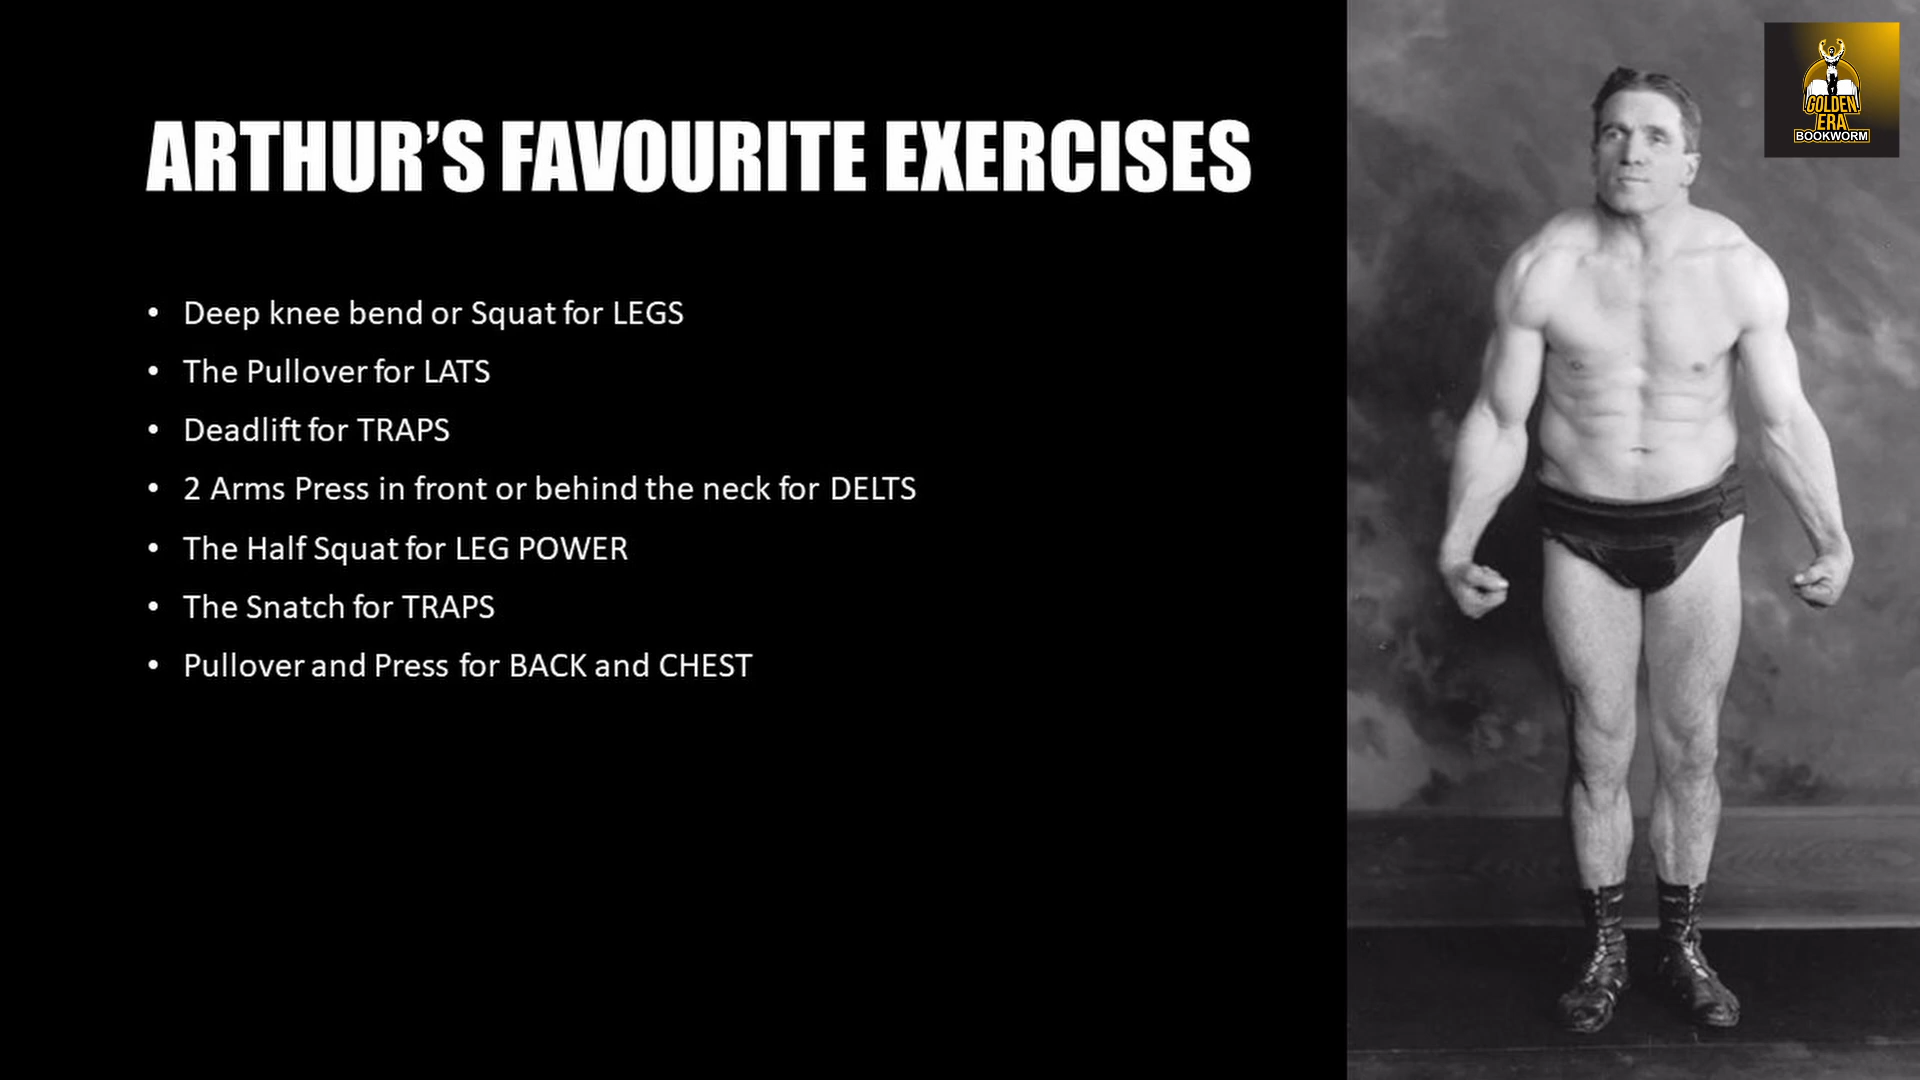 ARTHUR’S FAVOURITE EXERCISES
• Deep knee bend or Squat for LEGS
• The Pullover for LATS
• Deadlift for TRAPS
• 2 Arms Press in front or behind the neck for DELTS
• The Half Squat for LEG POWER
• The Snatch for TRAPS
• Pullover and Press for BACK and CHEST
GOLDEN
ERA
BOOKWORM